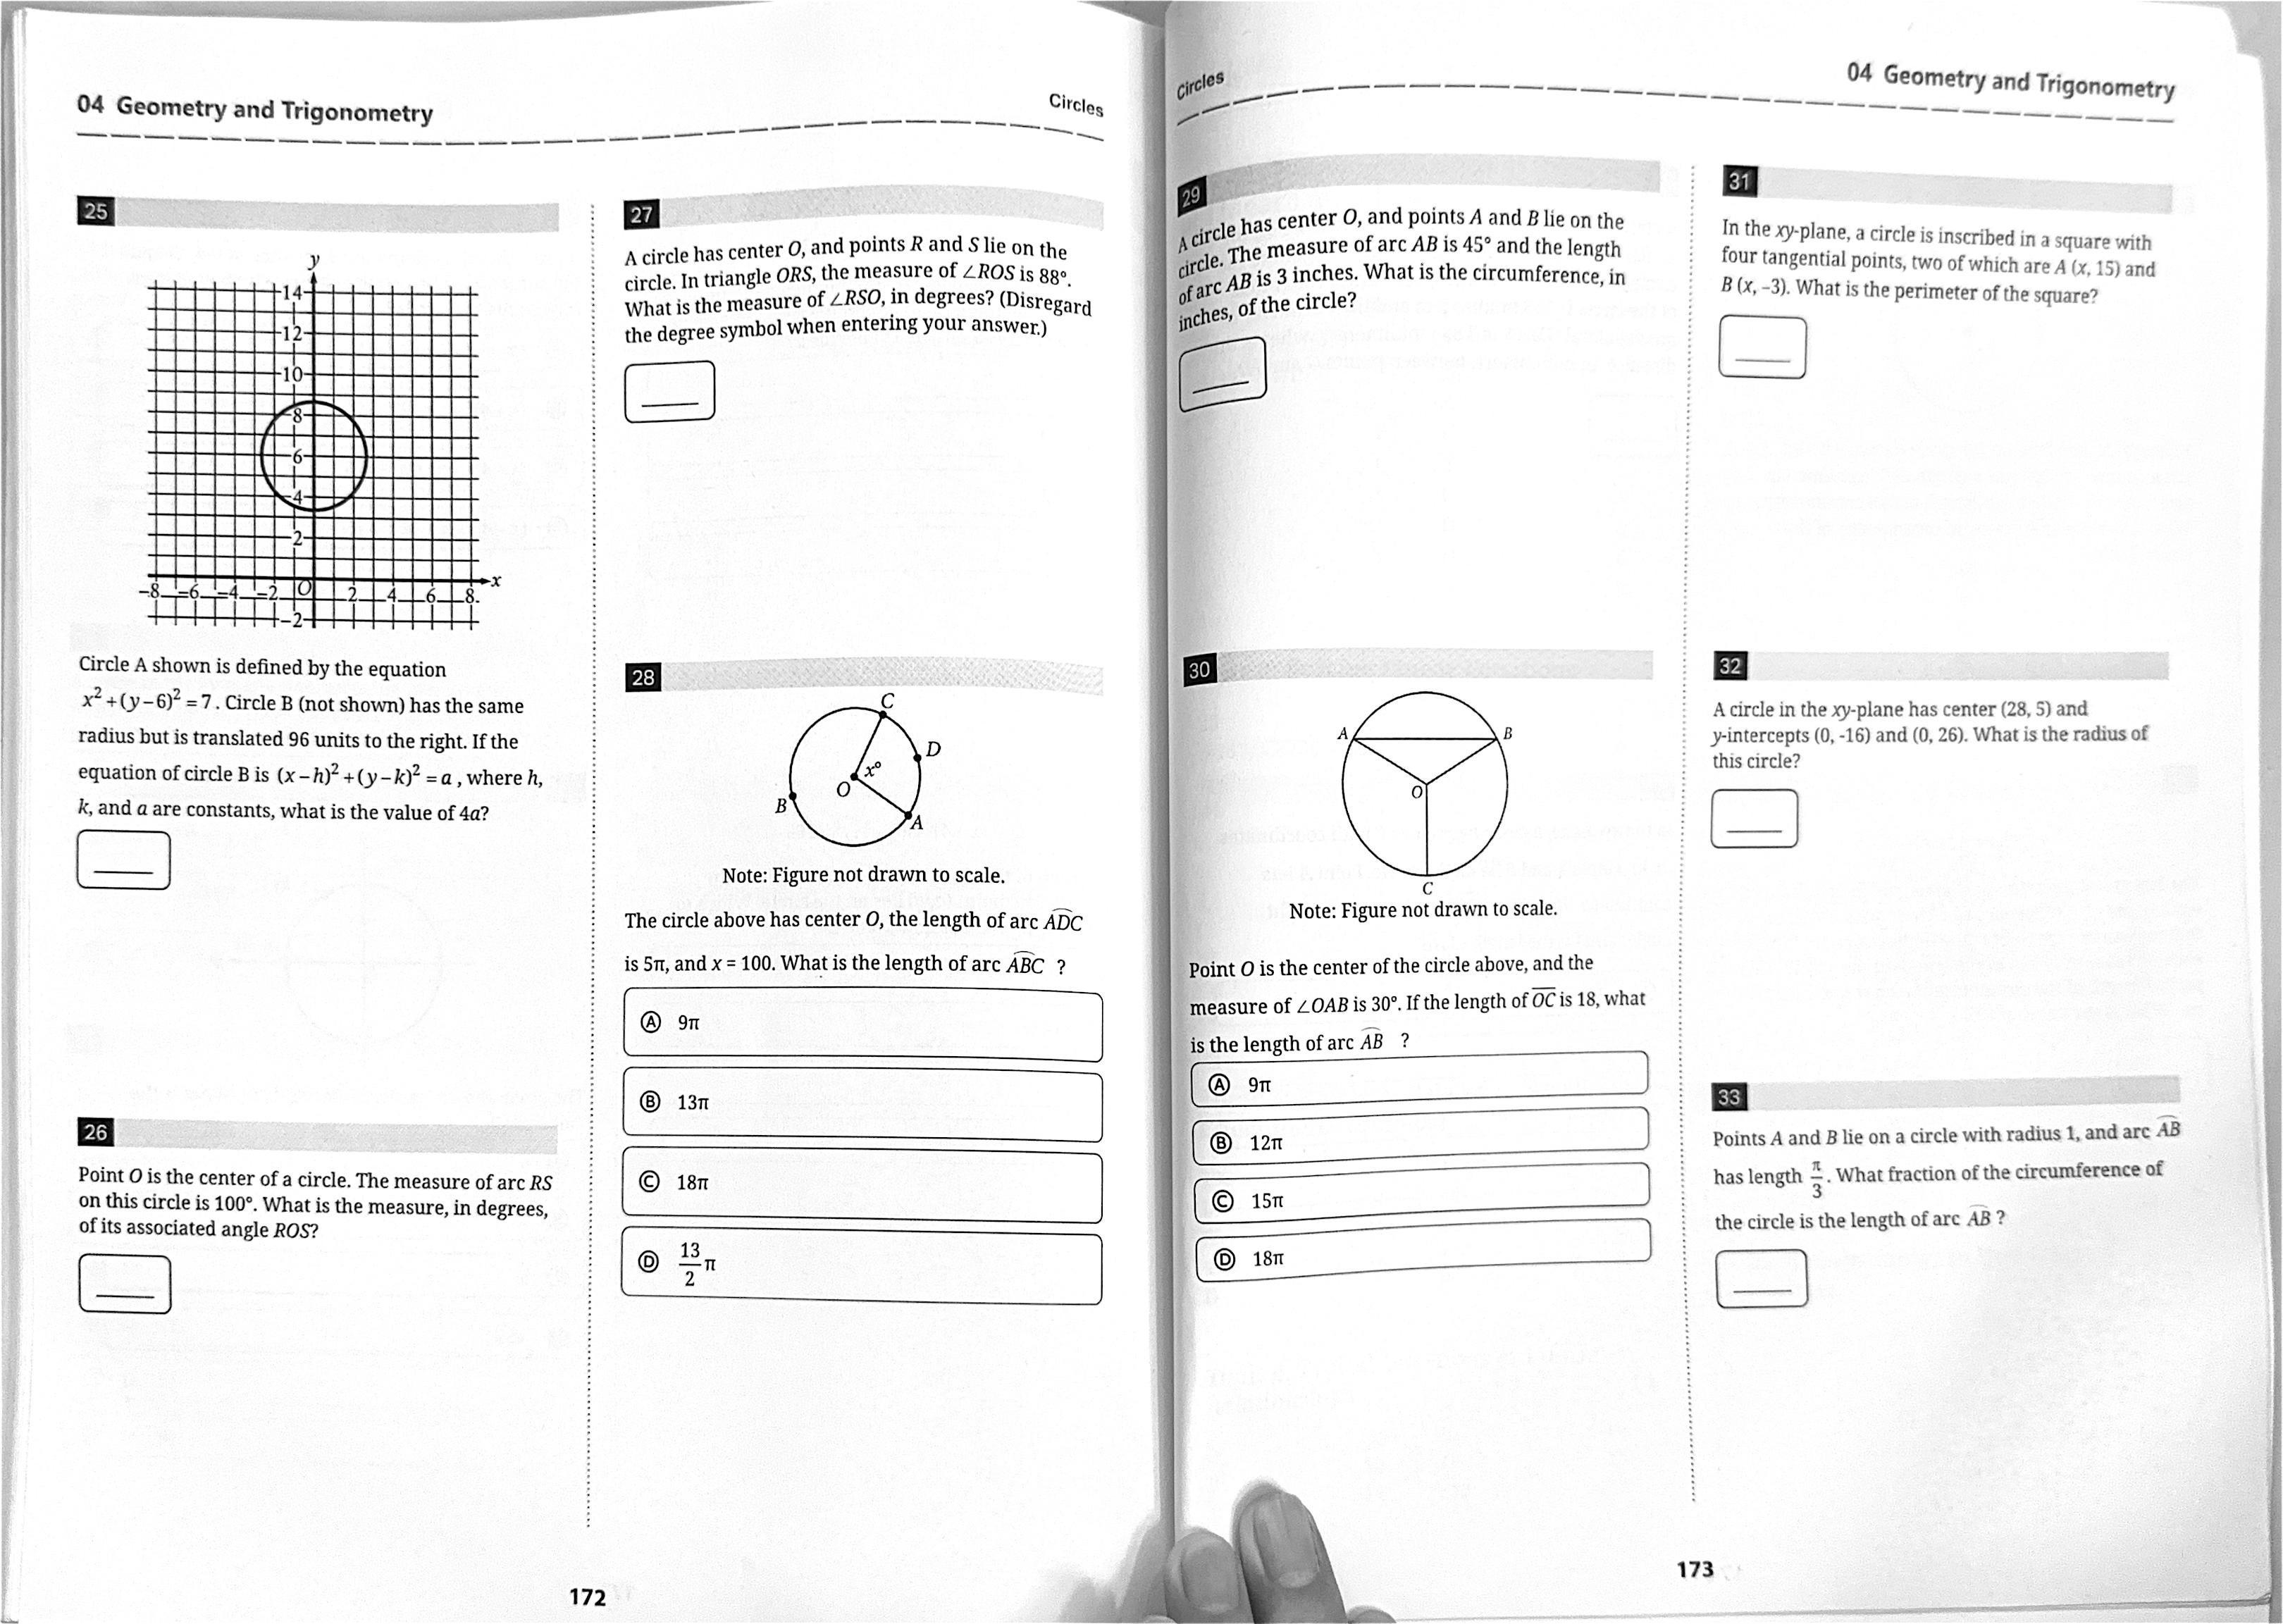 04 Geometry and Trigonometry
Circles
25
y
14
12
10
8
6
4
2
-8 -6 -4 -2 O 2 4 6 8 x
-2
Circle A shown is defined by the equation
x² + (y – 6)² = 7. Circle B (not shown) has the same
radius but is translated 96 units to the right. If the
equation of circle B is (x – h)² + (y – k)² = a, where h,
k, and a are constants, what is the value of 4a?
26
Point O is the center of a circle. The measure of arc RS
on this circle is 100°. What is the measure, in degrees,
of its associated angle ROS?
27
A circle has center O, and points R and S lie on the
circle. In triangle ORS, the measure of ∠ROS is 88°.
What is the measure of ∠RSO, in degrees? (Disregard
the degree symbol when entering your answer.)
28
C
D
x°
O
B
A
Note: Figure not drawn to scale.
The circle above has center O, the length of arc ADC
is 5π, and x = 100. What is the length of arc ABC ?
A 9π
B 13π
C 18π
D 13/2 π
172
Circles
04 Geometry and Trigonometry
29
A circle has center O, and points A and B lie on the
circle. The measure of arc AB is 45° and the length
of arc AB is 3 inches. What is the circumference, in
inches, of the circle?
30
A
B
O
C
Note: Figure not drawn to scale.
Point O is the center of the circle above, and the
measure of ∠OAB is 30°. If the length of OC is 18, what
is the length of arc AB ?
A 9π
B 12π
C 15π
D 18π
31
In the xy-plane, a circle is inscribed in a square with
four tangential points, two of which are A (x, 15) and
B (x, –3). What is the perimeter of the square?
32
A circle in the xy-plane has center (28, 5) and
y-intercepts (0, -16) and (0, 26). What is the radius of
this circle?
33
Points A and B lie on a circle with radius 1, and arc AB
has length π/3. What fraction of the circumference of
the circle is the length of arc AB ?
173